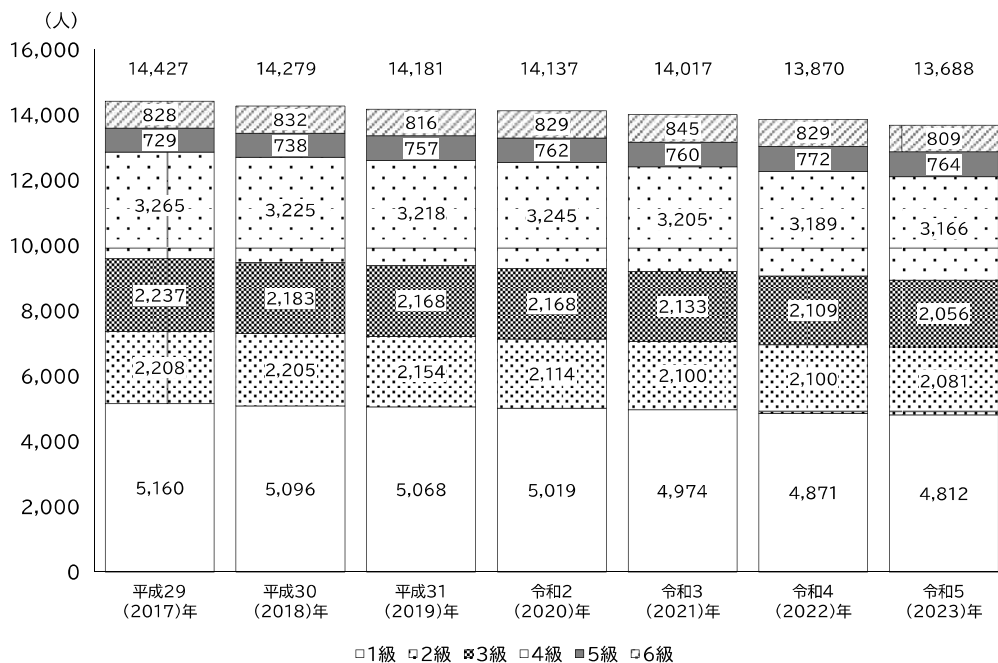 （人）
16,000
14,000
12,000
10,000
8,000
6,000
4,000
2,000
0
14,427 14,279 14,181 14,137 14,017 13,870 13,688
828 832 816 829 845 829 809
729 738 757 762 760 772 764
3,265 3,225 3,218 3,245 3,205 3,189 3,166
2,237 2,183 2,168 2,168 2,133 2,109 2,056
2,208 2,205 2,154 2,114 2,100 2,100 2,081
5,160 5,096 5,068 5,019 4,974 4,871 4,812
平成29 平成30 平成31 令和2 令和3 令和4 令和5
（2017）年 （2018）年 （2019）年 （2020）年 （2021）年 （2022）年 （2023）年
1級 2級 3級 4級 5級 6級